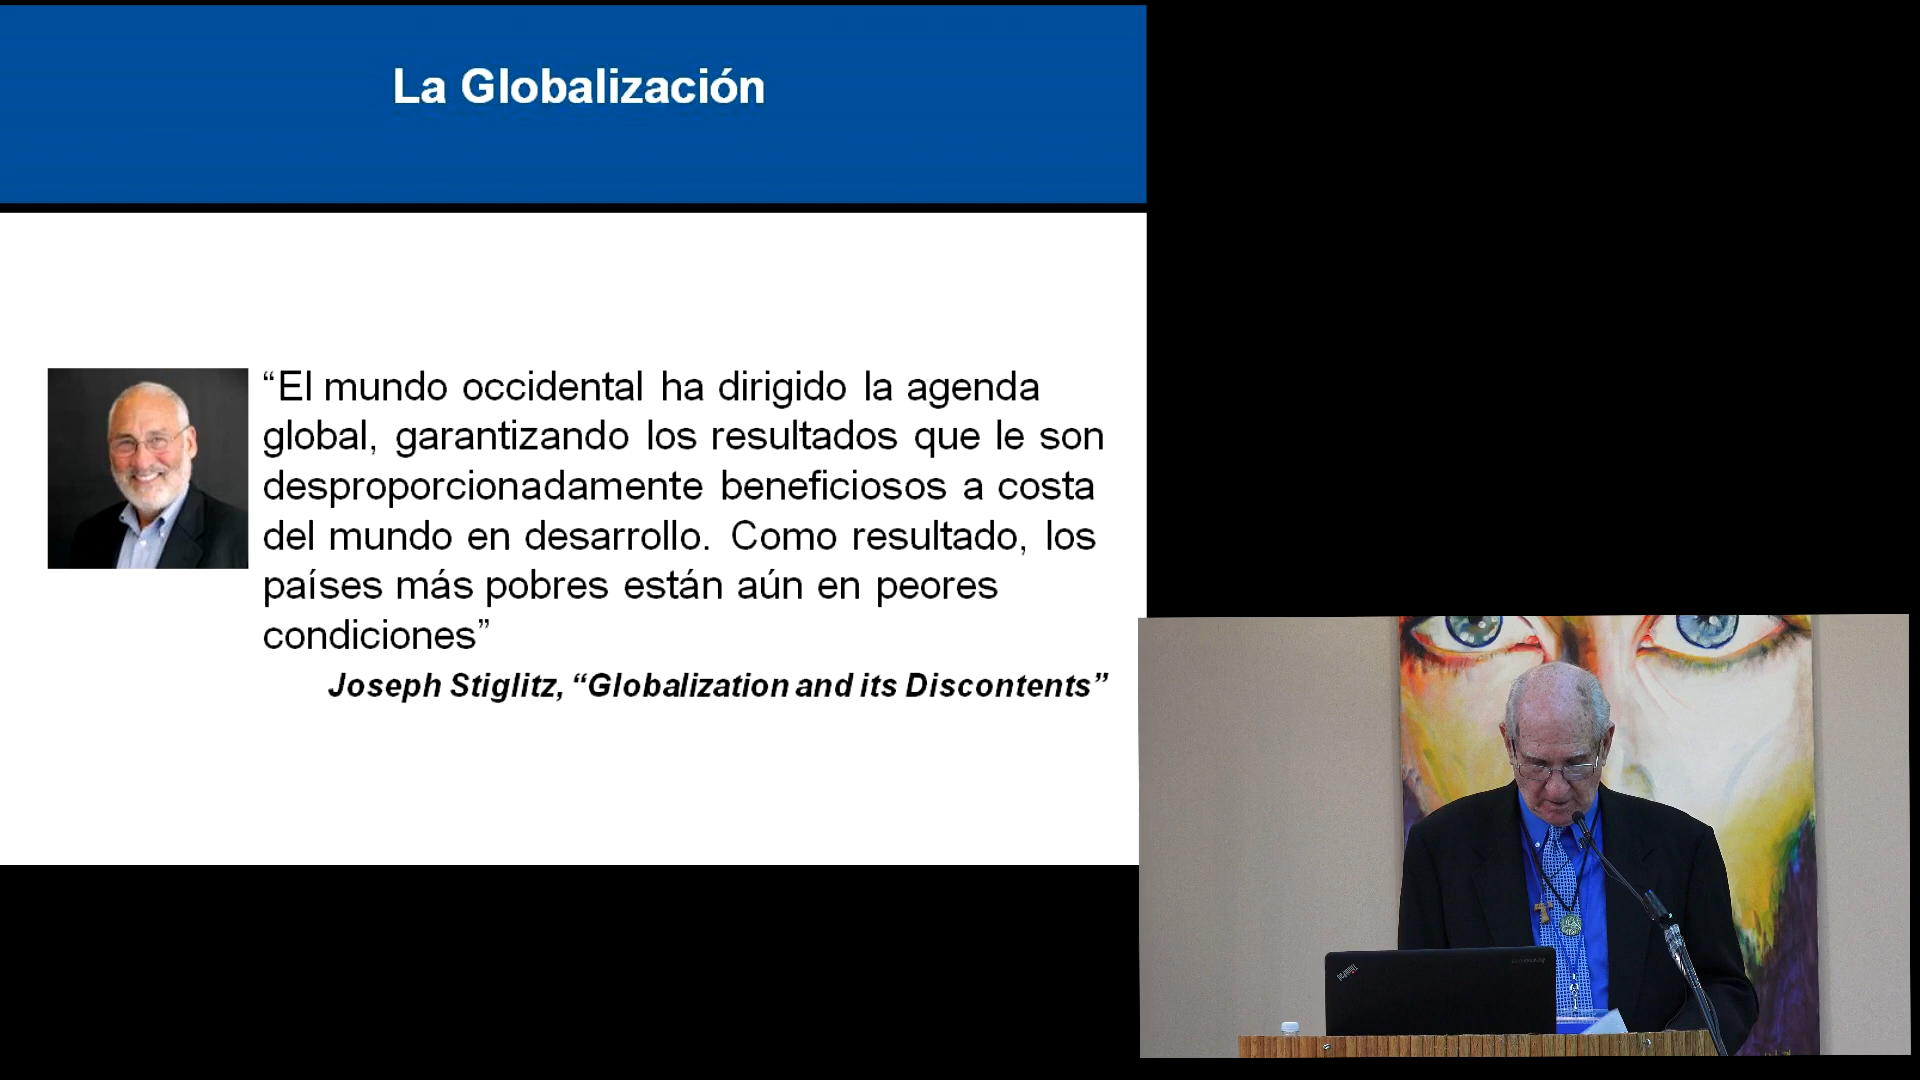 La Globalización
“El mundo occidental ha dirigido la agenda
global, garantizando los resultados que le son
desproporcionadamente beneficiosos a costa
del mundo en desarrollo. Como resultado, los
países más pobres están aún en peores
condiciones”
Joseph Stiglitz, “Globalization and its Discontents”